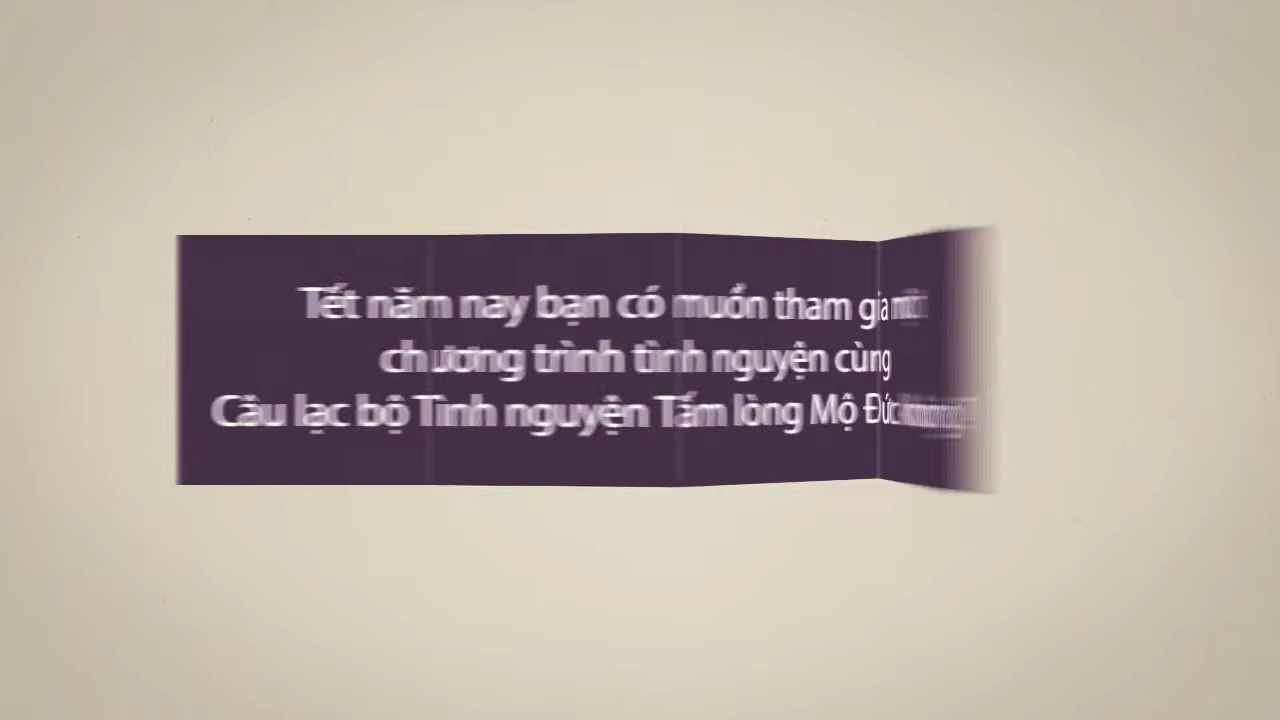 Tết năm nay bạn có muốn tham gia một
chương trình tình nguyện cùng
Câu lạc bộ Tình nguyện Tấm lòng Mộ Đức